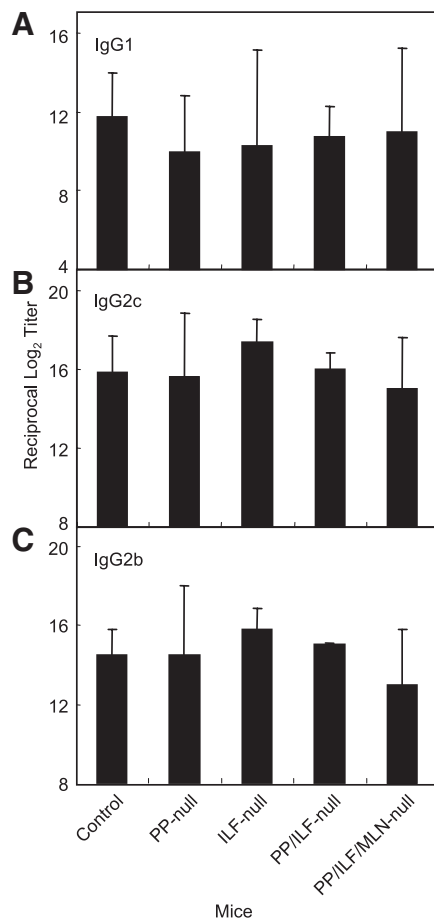 A
IgG1
16
12
8
4
B
IgG2c
20
16
12
8
C
IgG2b
20
16
12
8
Reciprocal Log₂ Titer
Control
PP-null
ILF-null
PP/ILF-null
PP/ILF/MLN-null
Mice